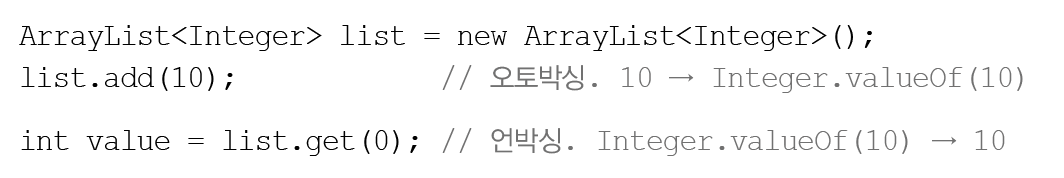 ArrayList<Integer> list = new ArrayList<Integer>();
list.add(10); // 오토박싱. 10 → Integer.valueOf(10)
int value = list.get(0); // 언박싱. Integer.valueOf(10) → 10